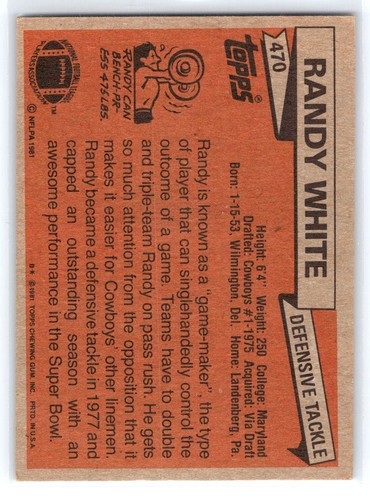 470
RANDY WHITE
DEFENSIVE TACKLE
topps®
Height: 6'4" Weight: 250 College: Maryland
Drafted: Cowboys #1-1975 Acquired: Via Draft
Born: 1-15-53, Wilmington, Del. Home: Landenberg, Pa.
RANDY CAN
BENCH-PR-
ESS 475 LBS.
Randy is known as a "game-maker", the type
of player that can singlehandedly control the
outcome of a game. Teams have to double
and triple-team Randy on pass rush. He gets
so much attention from the opposition that it
makes it easier for Cowboys' other linemen.
Randy became a defensive tackle in 1977 and
capped an outstanding season with an
awesome performance in the Super Bowl.
© NFLPA 1981
© 1981 TOPPS CHEWING GUM, INC. PRTD. IN U.S.A.